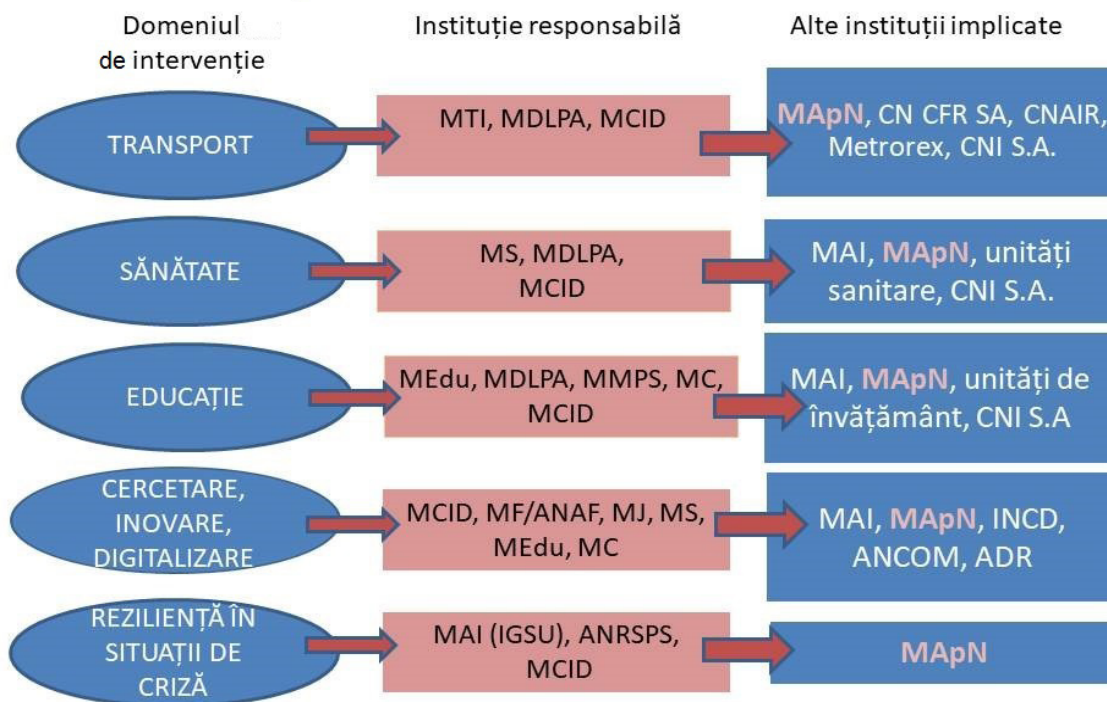 Domeniul
de intervenție
Instituție responsabilă
Alte instituții implicate
TRANSPORT
MTI, MDLPA, MCID
MApN, CN CFR SA, CNAIR,
Metrorex, CNI S.A.
SĂNĂTATE
MS, MDLPA,
MCID
MAI, MApN, unități
sanitare, CNI S.A.
EDUCAȚIE
MEdu, MDLPA, MMPS, MC,
MCID
MAI, MApN, unități de
învățământ, CNI S.A
CERCETARE,
INOVARE,
DIGITALIZARE
MCID, MF/ANAF, MJ, MS,
MEdu, MC
MAI, MApN, INCD,
ANCOM, ADR
REZILIENȚĂ ÎN
SITUAȚII DE
CRIZĂ
MAI (IGSU), ANRSPS,
MCID
MApN